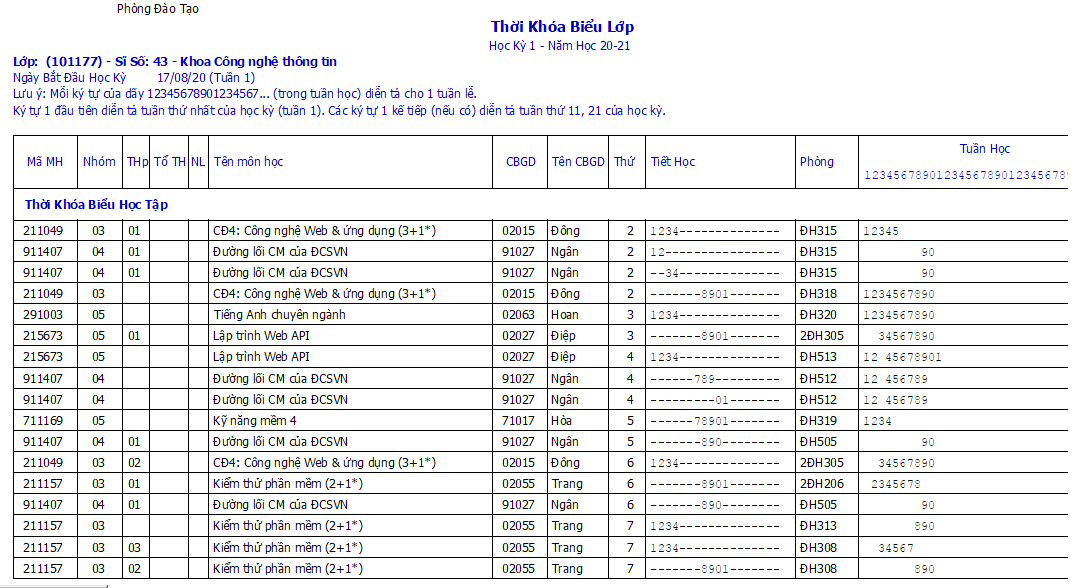 Phòng Đào Tạo
Thời Khóa Biểu Lớp
Học Kỳ 1 - Năm Học 20-21
Lớp: (101177) - Sĩ Số: 43 - Khoa Công nghệ thông tin
Ngày Bắt Đầu Học Kỳ 17/08/20 (Tuần 1)
Lưu ý: Mỗi ký tự của dãy 12345678901234567... (trong tuần học) diễn tả cho 1 tuần lễ.
Ký tự 1 đầu tiên diễn tả tuần thứ nhất của học kỳ (tuần 1). Các ký tự 1 kế tiếp (nếu có) diễn tả tuần thứ 11, 21 của học kỳ.
Mã MH Nhóm THp Tổ TH NL Tên môn học CBGD Tên CBGD Thứ Tiết Học Phòng Tuần Học
12345678901234567890123456789
Thời Khóa Biểu Học Tập
211049 03 01 CĐ4: Công nghệ Web & ứng dụng (3+1*) 02015 Đông 2 1234-------------- ĐH315 12345
911407 04 01 Đường lối CM của ĐCSVN 91027 Ngân 2 12---------------- ĐH315 90
911407 04 01 Đường lối CM của ĐCSVN 91027 Ngân 2 --34-------------- ĐH315 90
211049 03 CĐ4: Công nghệ Web & ứng dụng (3+1*) 02015 Đông 2 -------8901------- ĐH318 1234567890
291003 05 Tiếng Anh chuyên ngành 02063 Hoan 3 1234-------------- ĐH320 1234567890
215673 05 01 Lập trình Web API 02027 Điệp 3 -------8901------- 2ĐH305 34567890
215673 05 Lập trình Web API 02027 Điệp 4 1234-------------- ĐH513 12 45678901
911407 04 Đường lối CM của ĐCSVN 91027 Ngân 4 ------789--------- ĐH512 12 456789
911407 04 Đường lối CM của ĐCSVN 91027 Ngân 4 ---------01------- ĐH512 12 456789
711169 05 Kỹ năng mềm 4 71017 Hòa 5 ------78901------- ĐH319 1234
911407 04 01 Đường lối CM của ĐCSVN 91027 Ngân 5 -------890-------- ĐH505 90
211049 03 02 CĐ4: Công nghệ Web & ứng dụng (3+1*) 02015 Đông 6 1234-------------- 2ĐH305 34567890
211157 03 01 Kiểm thử phần mềm (2+1*) 02055 Trang 6 -------8901------- 2ĐH206 2345678
911407 04 01 Đường lối CM của ĐCSVN 91027 Ngân 6 -------890-------- ĐH505 90
211157 03 Kiểm thử phần mềm (2+1*) 02055 Trang 7 1234-------------- ĐH313 890
211157 03 03 Kiểm thử phần mềm (2+1*) 02055 Trang 7 1234-------------- ĐH308 34567
211157 03 02 Kiểm thử phần mềm (2+1*) 02055 Trang 7 -------8901------- ĐH308 890